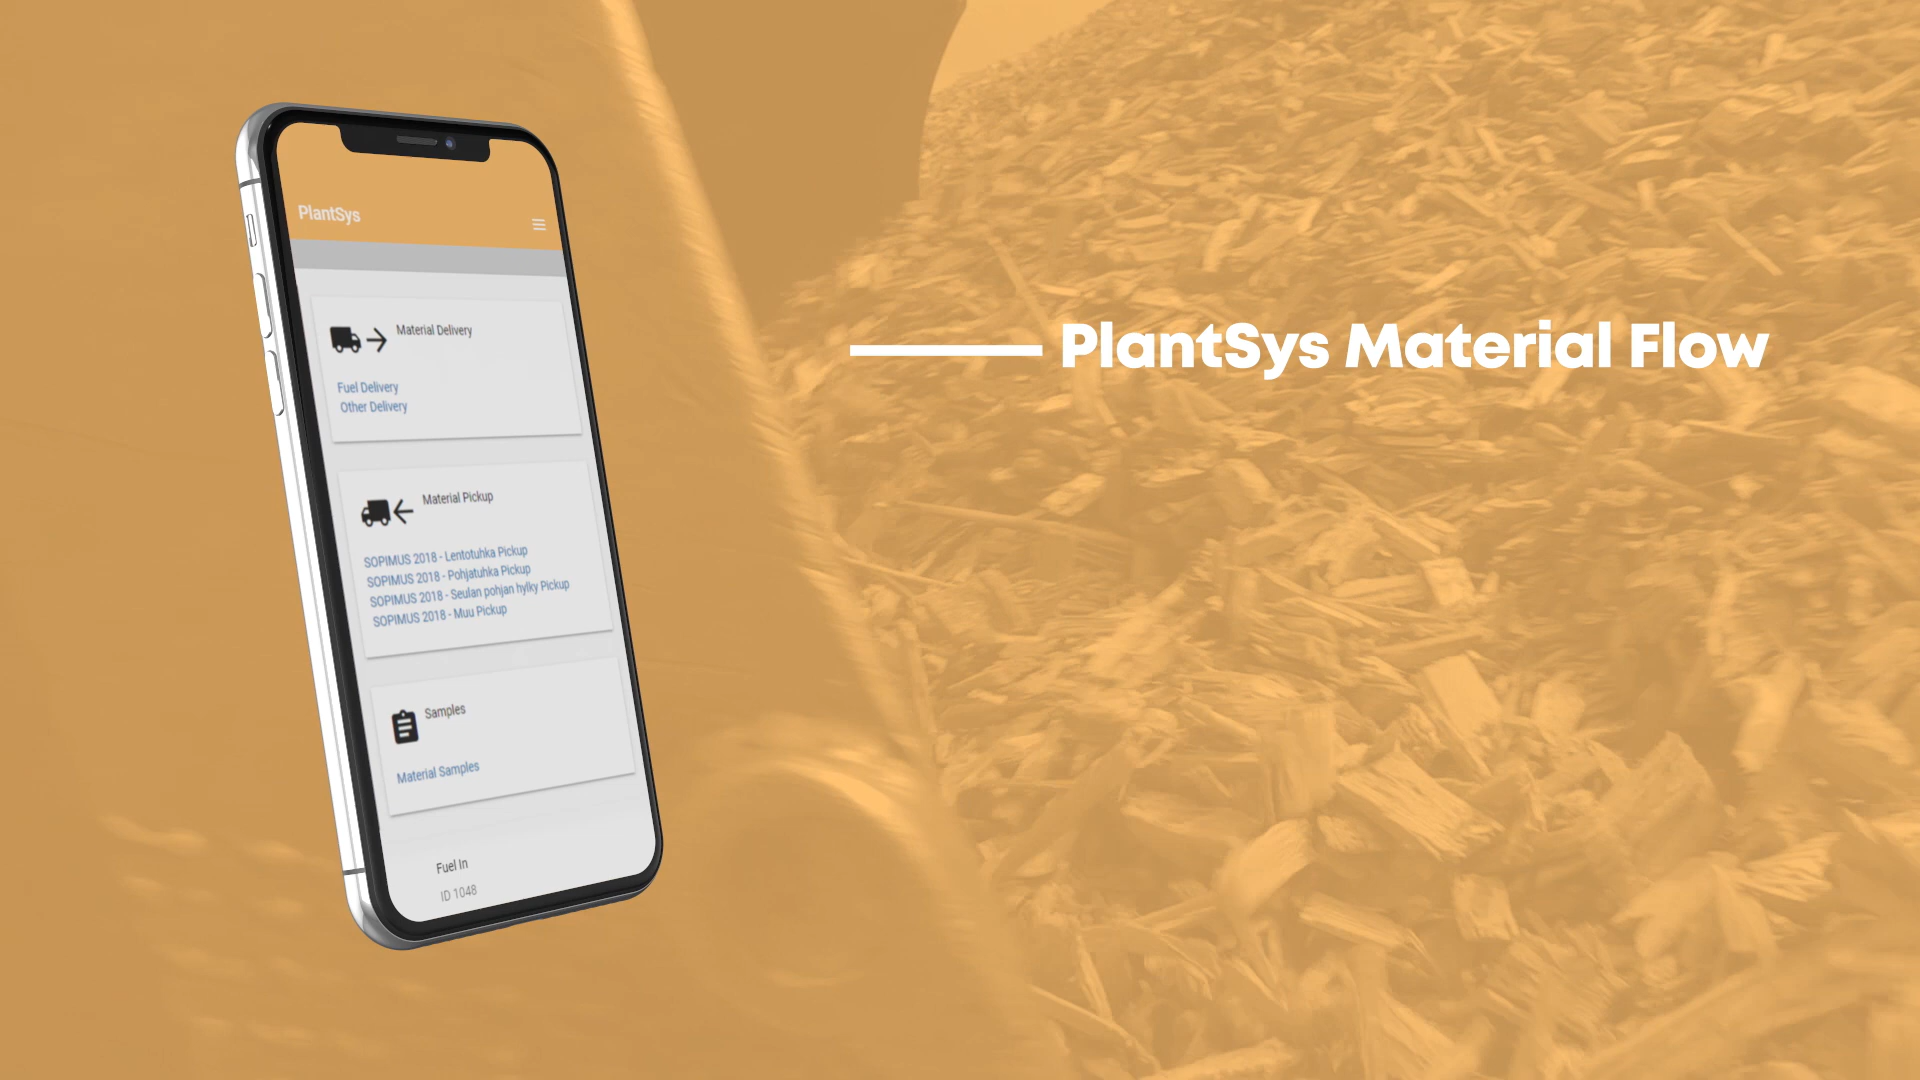 PlantSys
Material Delivery
Fuel Delivery
Other Delivery
Material Pickup
SOPIMUS 2018 - Lentotuhka Pickup
SOPIMUS 2018 - Pohjatuhka Pickup
SOPIMUS 2018 - Seulan pohjan hylky Pickup
SOPIMUS 2018 - Muu Pickup
Samples
Material Samples
Fuel In
ID 1048
PlantSys Material Flow